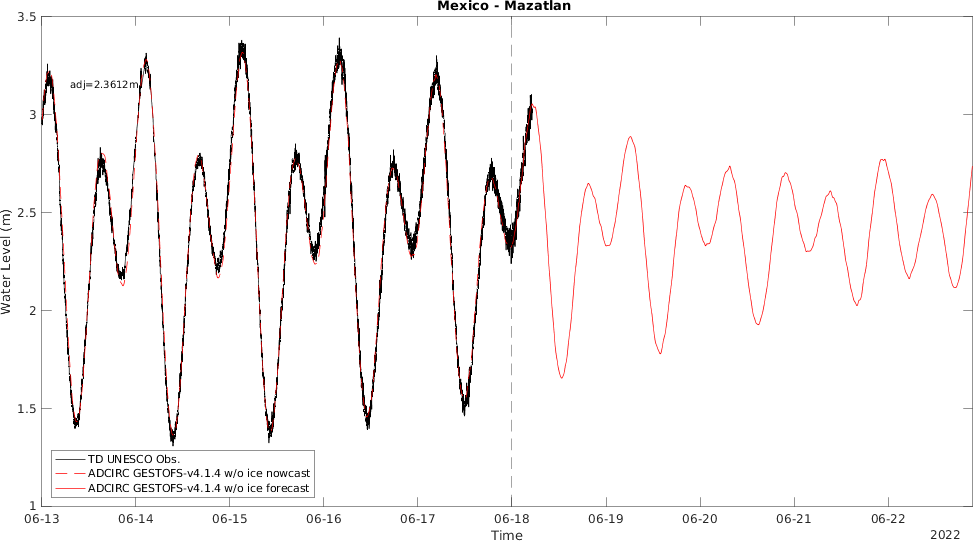 Mexico - Mazatlan
3.5
adj=2.3612m
3
2.5
Water Level (m)
2
1.5
TD UNESCO Obs.
ADCIRC GESTOFS-v4.1.4 w/o ice nowcast
ADCIRC GESTOFS-v4.1.4 w/o ice forecast
1
06-13 06-14 06-15 06-16 06-17 06-18 06-19 06-20 06-21 06-22
Time
2022